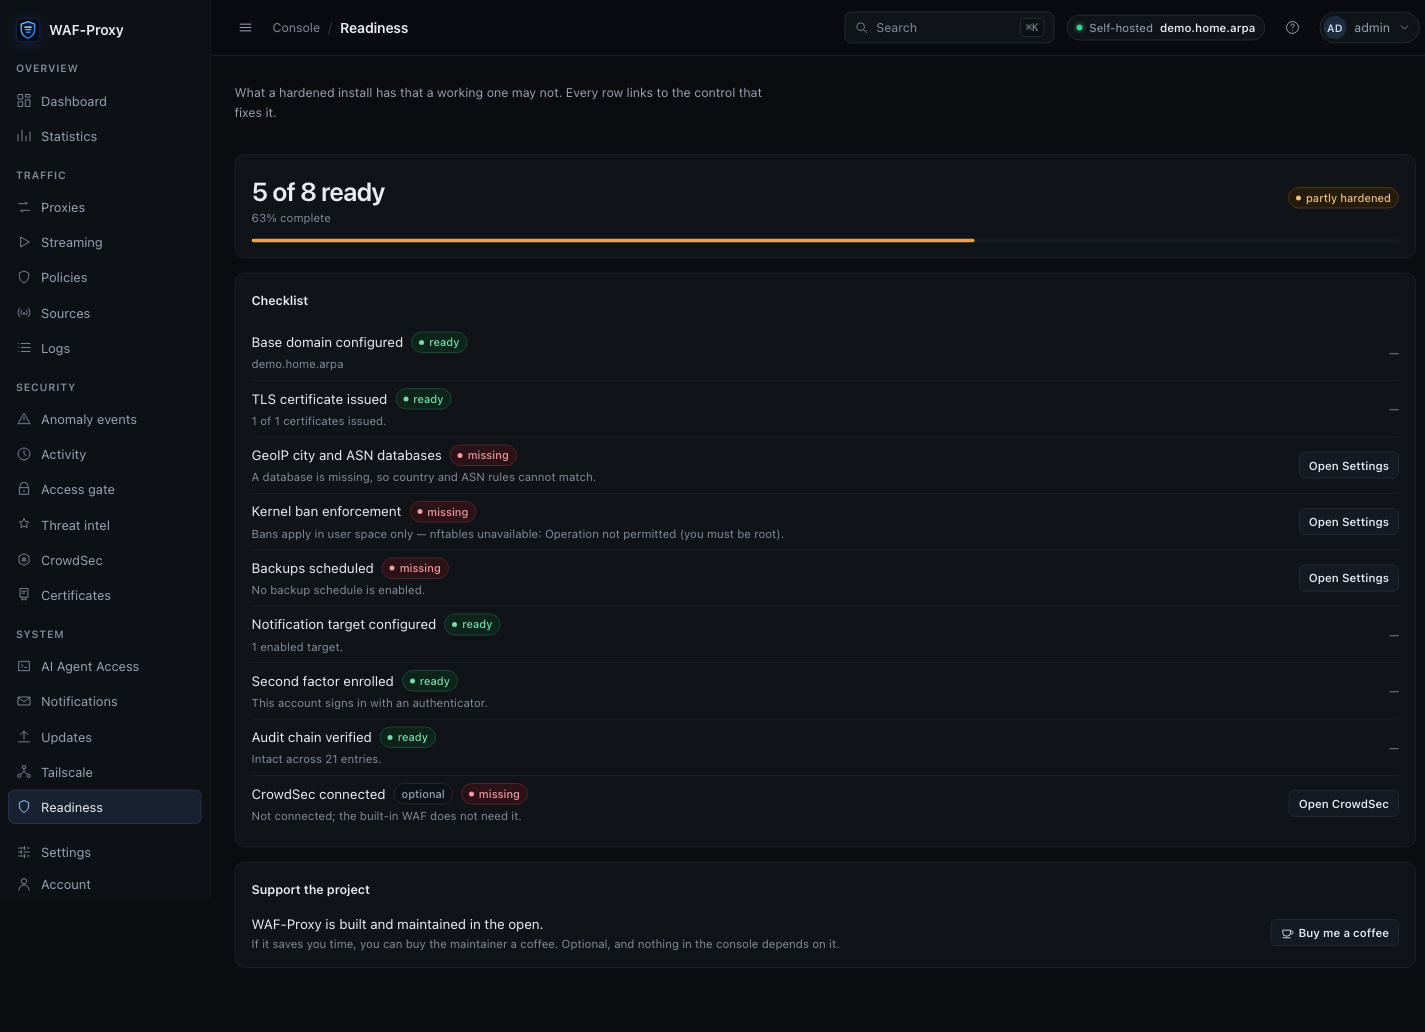 WAF-Proxy
Console / Readiness
Search ⌘K
Self-hosted demo.home.arpa
AD admin
OVERVIEW
Dashboard
Statistics
TRAFFIC
Proxies
Streaming
Policies
Sources
Logs
SECURITY
Anomaly events
Activity
Access gate
Threat intel
CrowdSec
Certificates
SYSTEM
AI Agent Access
Notifications
Updates
Tailscale
Readiness
Settings
Account
What a hardened install has that a working one may not. Every row links to the control that
fixes it.
5 of 8 ready
63% complete
partly hardened
Checklist
Base domain configured ready
demo.home.arpa
—
TLS certificate issued ready
1 of 1 certificates issued.
—
GeoIP city and ASN databases missing
A database is missing, so country and ASN rules cannot match.
Open Settings
Kernel ban enforcement missing
Bans apply in user space only — nftables unavailable: Operation not permitted (you must be root).
Open Settings
Backups scheduled missing
No backup schedule is enabled.
Open Settings
Notification target configured ready
1 enabled target.
—
Second factor enrolled ready
This account signs in with an authenticator.
—
Audit chain verified ready
Intact across 21 entries.
—
CrowdSec connected optional missing
Not connected; the built-in WAF does not need it.
Open CrowdSec
Support the project
WAF-Proxy is built and maintained in the open.
If it saves you time, you can buy the maintainer a coffee. Optional, and nothing in the console depends on it.
Buy me a coffee